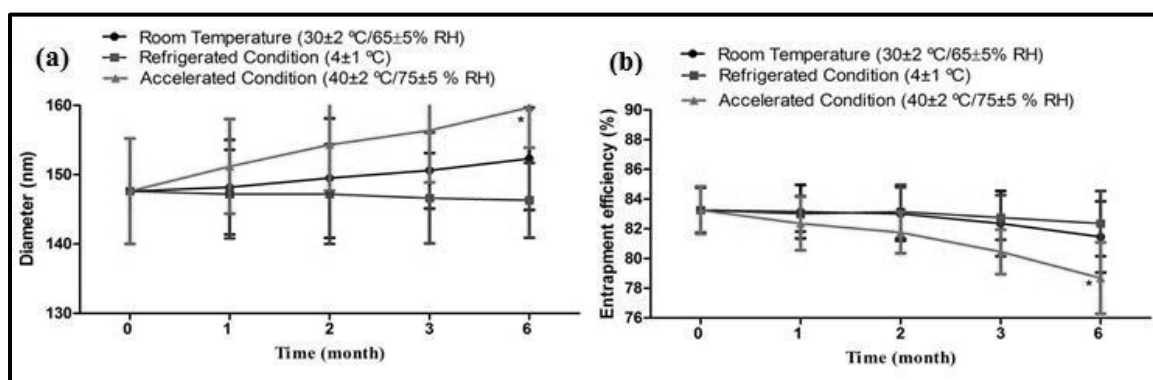 (a)
Room Temperature (30±2 ºC/65±5% RH)
Refrigerated Condition (4±1 ºC)
Accelerated Condition (40±2 ºC/75±5 % RH)
Diameter (nm)
160
150
140
130
*
0 1 2 3 6
Time (month)
(b)
Room Temperature (30±2 ºC/65±5% RH)
Refrigerated Condition (4±1 ºC)
Accelerated Condition (40±2 ºC/75±5 % RH)
Entrapment efficiency (%)
90
86
84
82
80
78
76
*
0 1 2 3 6
Time (month)